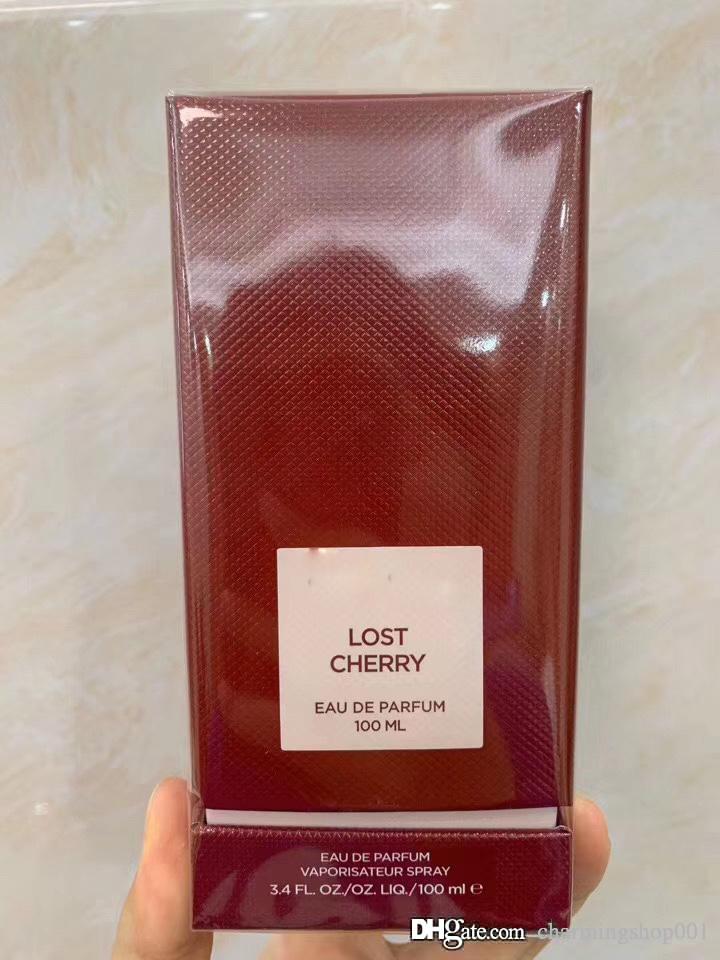 LOST
CHERRY
EAU DE PARFUM
100 ML
EAU DE PARFUM
VAPORISATEUR SPRAY
3.4 FL. OZ./OZ. LIQ./100 ml ℮
DHgate.com charmingshop001